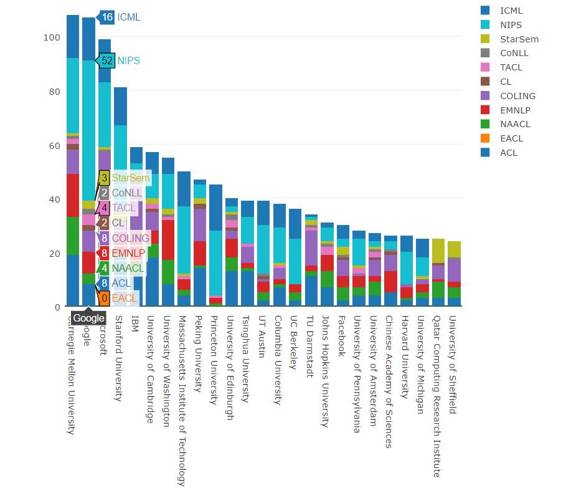 100
80
60
40
20
0
16 ICML
52 NIPS
3 StarSem
2 CoNLL
4 TACL
2 CL
8 COLING
8 EMNLP
4 NAACL
8 ACL
0 EACL
Google
Carnegie Mellon University
Google
Microsoft
Stanford University
IBM
University of Cambridge
University of Washington
Massachusetts Institute of Technology
Peking University
Princeton University
University of Edinburgh
Tsinghua University
UT Austin
Columbia University
UC Berkeley
TU Darmstadt
Johns Hopkins University
Facebook
University of Pennsylvania
University of Amsterdam
Chinese Academy of Sciences
Harvard University
University of Michigan
Qatar Computing Research Institute
University of Sheffield
ICML
NIPS
StarSem
CoNLL
TACL
CL
COLING
EMNLP
NAACL
EACL
ACL